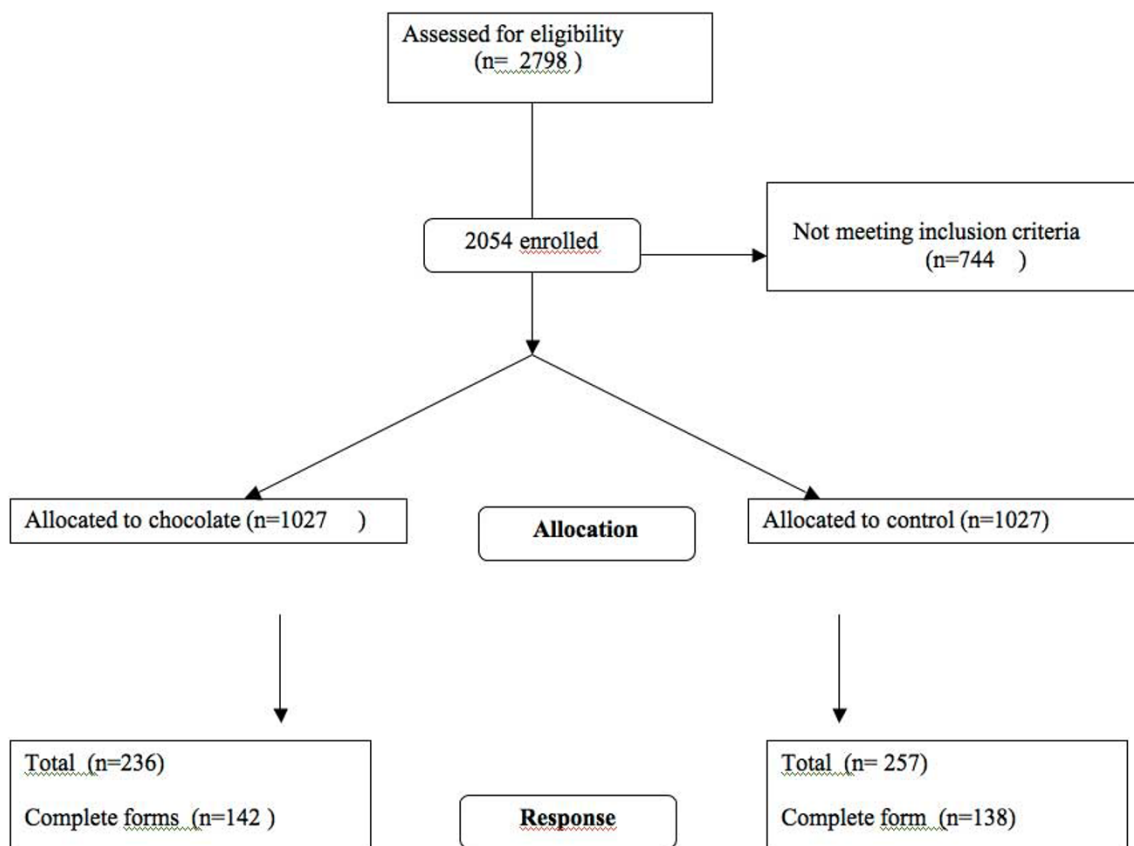 Assessed for eligibility
(n= 2798 )
2054 enrolled
Not meeting inclusion criteria
(n=744 )
Allocated to chocolate (n=1027 )
Allocation
Allocated to control (n=1027)
Total (n=236)
Complete forms (n=142 )
Response
Total (n= 257)
Complete form (n=138)